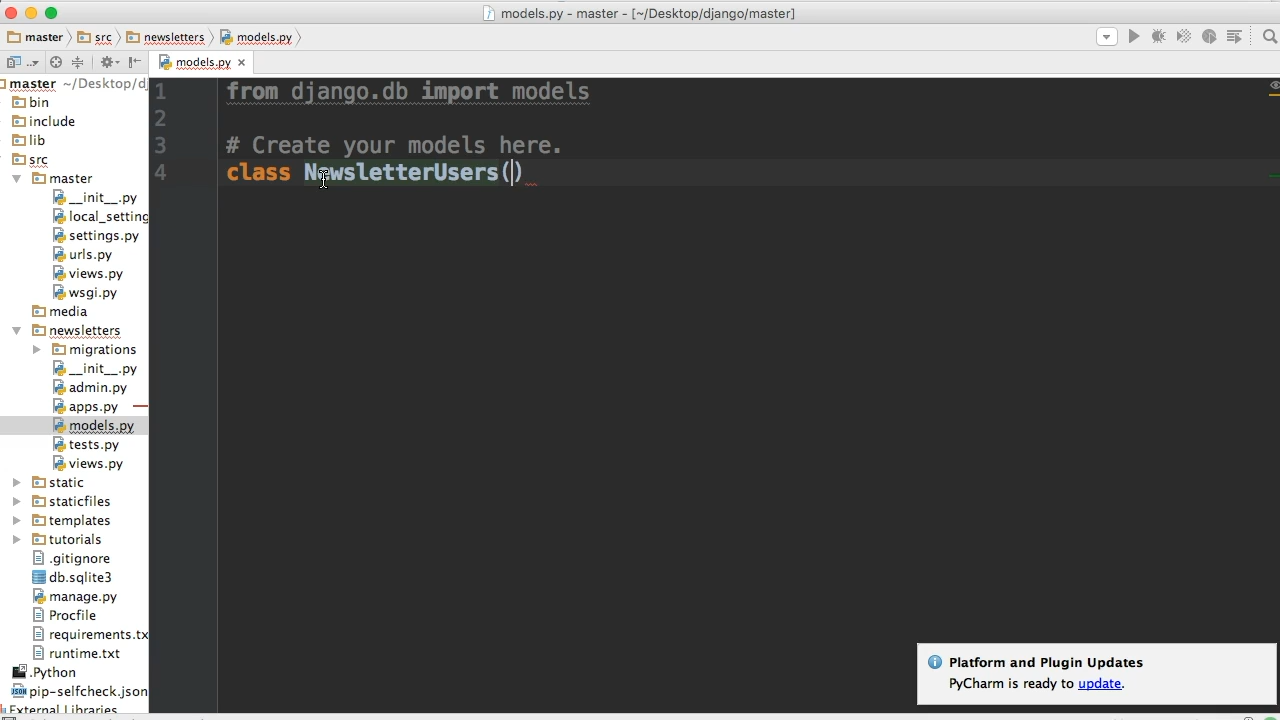 models.py - master - [~/Desktop/django/master]
master src newsletters models.py
models.py
master ~/Desktop/dj
bin
include
lib
src
master
__init__.py
local_setting
settings.py
urls.py
views.py
wsgi.py
media
newsletters
migrations
__init__.py
admin.py
apps.py
models.py
tests.py
views.py
static
staticfiles
templates
tutorials
.gitignore
db.sqlite3
manage.py
Procfile
requirements.tx
runtime.txt
.Python
pip-selfcheck.json
External Libraries
1 from django.db import models
2
3 # Create your models here.
4 class NewsletterUsers()
Platform and Plugin Updates
PyCharm is ready to update.